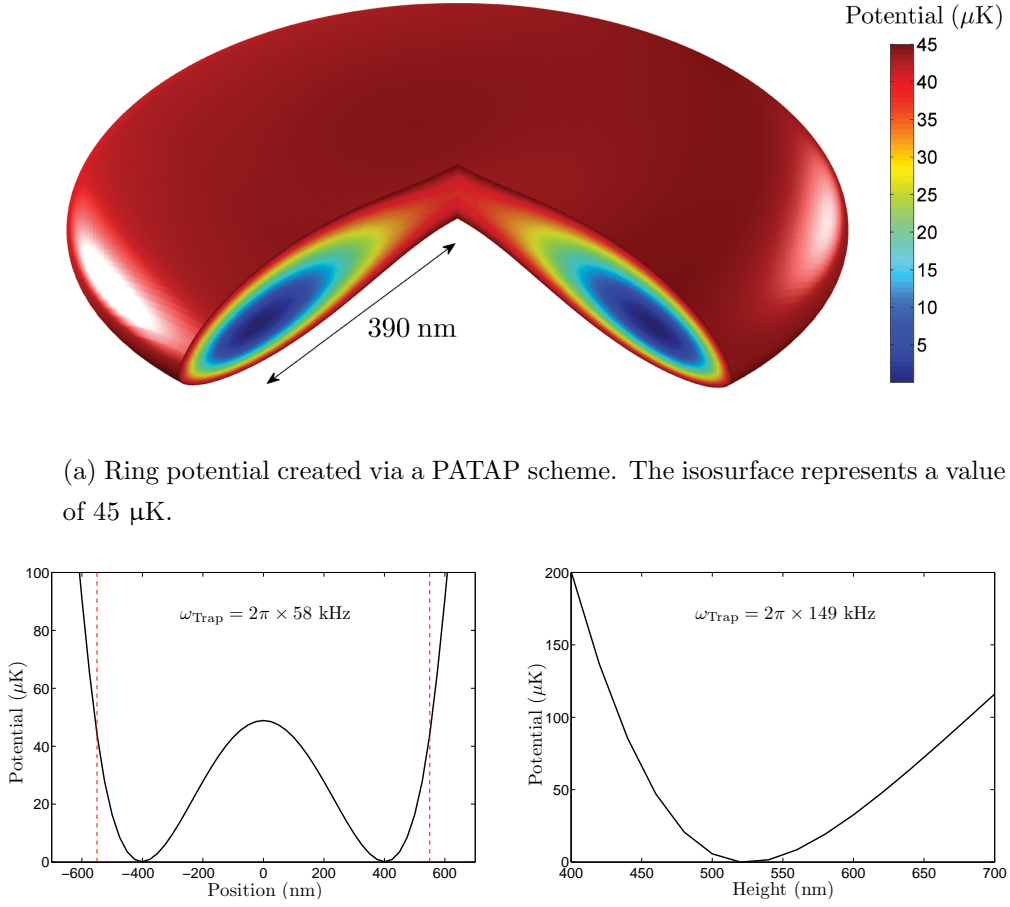 Potential (μK)
45
40
35
30
25
20
15
10
5
390 nm
(a) Ring potential created via a PATAP scheme. The isosurface represents a value
of 45 μK.
100
80
60
40
20
0
Potential (μK)
ω_Trap = 2π × 58 kHz
−600 −400 −200 0 200 400 600
Position (nm)
200
150
100
50
0
Potential (μK)
ω_Trap = 2π × 149 kHz
400 450 500 550 600 650 700
Height (nm)